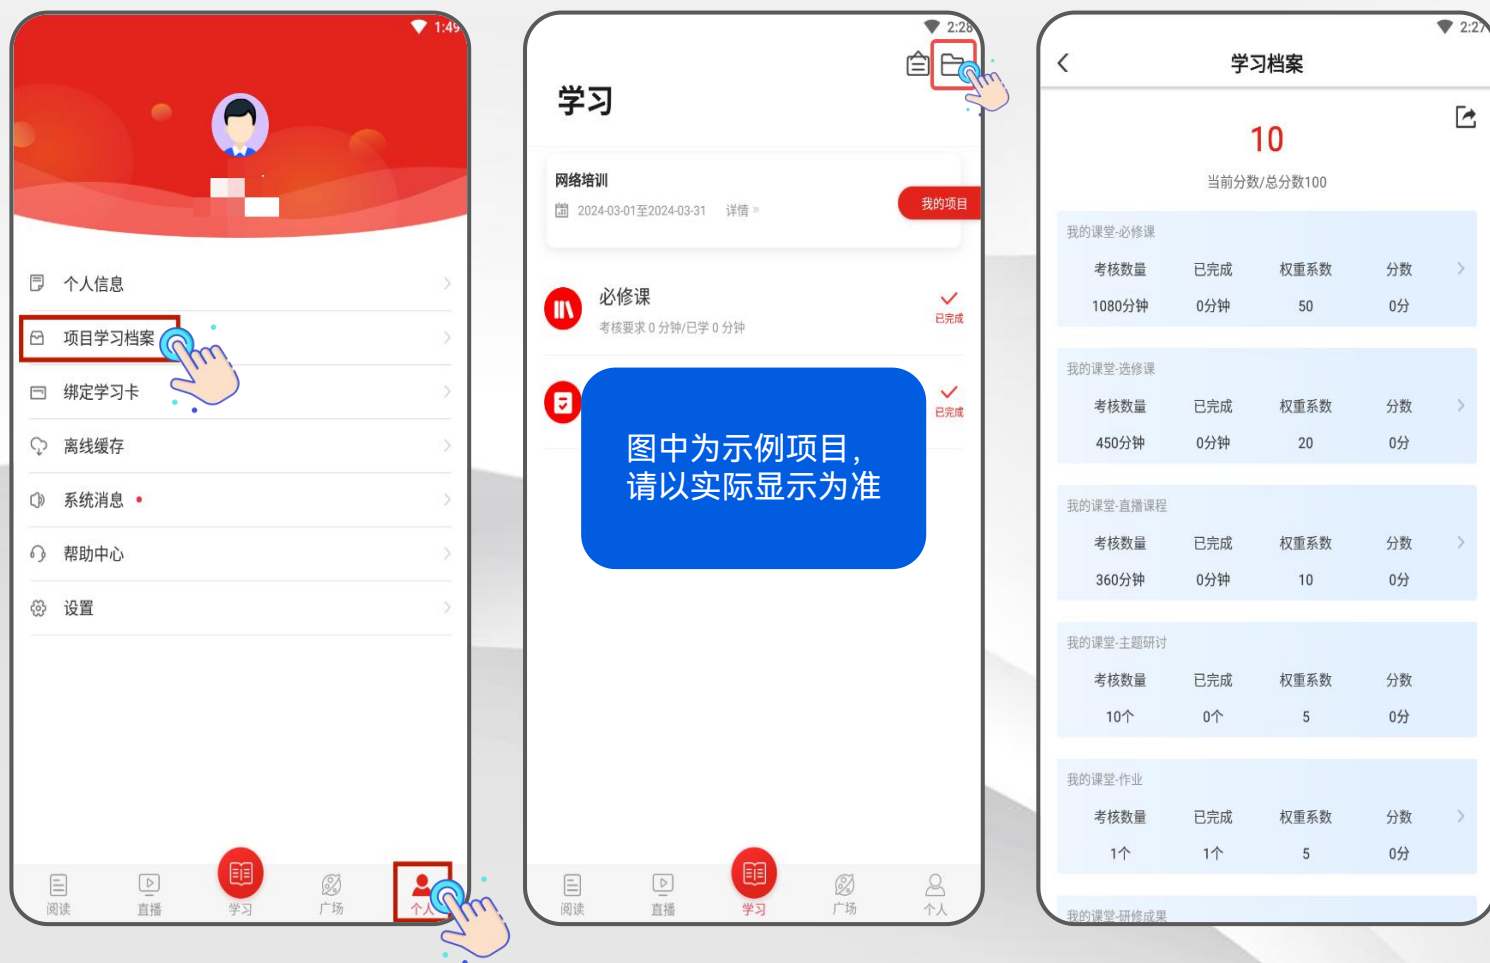 1:49
个人信息
项目学习档案
绑定学习卡
离线缓存
系统消息
帮助中心
设置
阅读
直播
学习
广场
个人
2:28
学习
网络培训
2024-03-01至2024-03-31 详情 »
我的项目
必修课
考核要求 0 分钟/已学 0 分钟
已完成
已完成
图中为示例项目，
请以实际显示为准
阅读
直播
学习
广场
个人
2:27
学习档案
10
当前分数/总分数100
我的课堂-必修课
考核数量 已完成 权重系数 分数
1080分钟 0分钟 50 0分
我的课堂-选修课
考核数量 已完成 权重系数 分数
450分钟 0分钟 20 0分
我的课堂-直播课程
考核数量 已完成 权重系数 分数
360分钟 0分钟 10 0分
我的课堂-主题研讨
考核数量 已完成 权重系数 分数
10个 0个 5 0分
我的课堂-作业
考核数量 已完成 权重系数 分数
1个 1个 5 0分
我的课堂-研修成果